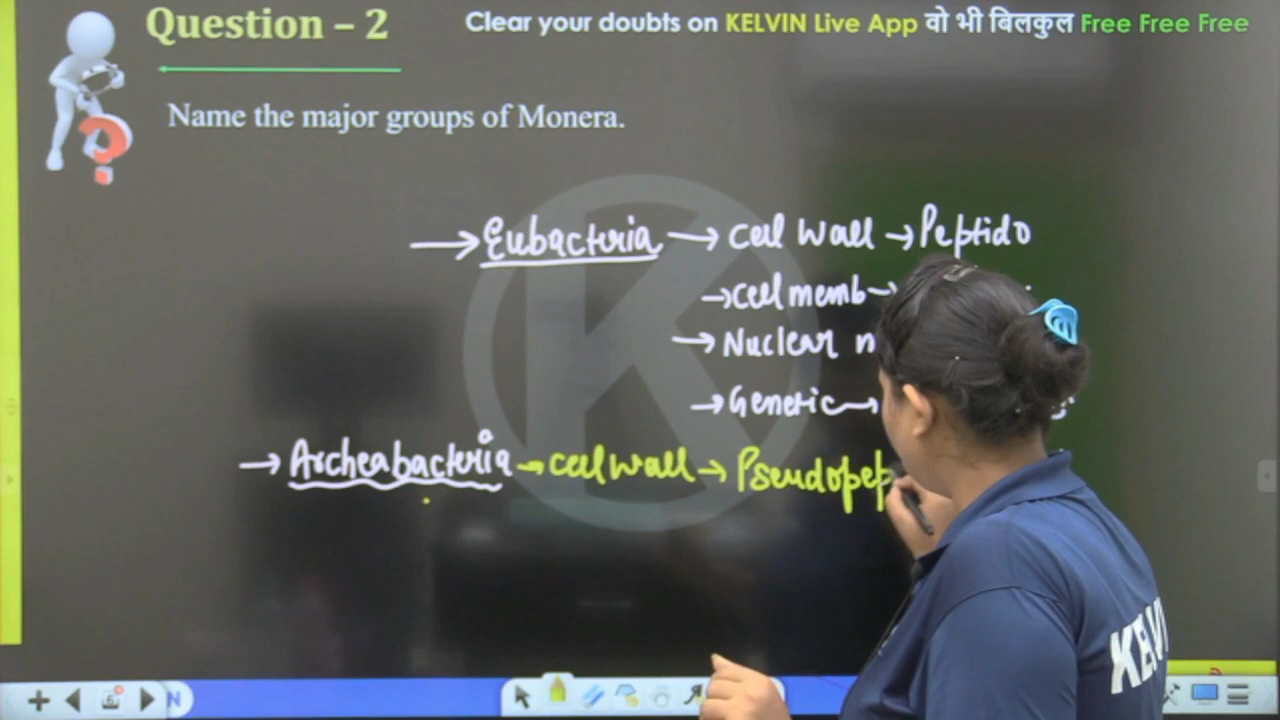 Question – 2
Clear your doubts on KELVIN Live App वो भी बिलकुल Free Free Free
Name the major groups of Monera.
→ Eubacteria → Cell Wall → Peptido
→ Cell memb →
→ Nuclear
→ Generic →
→ Archeabacteria → Cell wall → Pseudopep